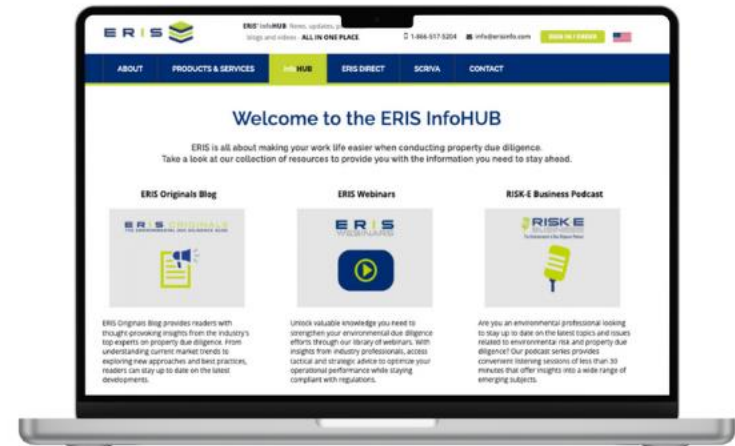 ERIS
ERIS® InfoHUB News, updates,
blogs and videos - ALL IN ONE PLACE
1-866-517-5204
info@erisinfo.com
SIGN IN / ORDER
ABOUT
PRODUCTS & SERVICES
InfoHUB
ERIS DIRECT
SCRIVA
CONTACT
Welcome to the ERIS InfoHUB
ERIS is all about making your work life easier when conducting property due diligence.
Take a look at our collection of resources to provide you with the information you need to stay ahead.
ERIS Originals Blog
ERIS ORIGINALS
THE ENVIRONMENTAL DUE DILIGENCE BLOG
ERIS Originals Blog provides readers with
thought-provoking insights from the industry's
top experts on property due diligence. From
understanding current market trends to
exploring new approaches and best practices,
readers can stay up to date on the latest
developments.
ERIS Webinars
ERIS
WEBINARS
Unlock valuable knowledge you need to
strengthen your environmental due diligence
efforts through our library of webinars. With
insights from industry professionals, access
tactical and strategic advice to optimize your
operational performance while staying
compliant with regulations.
RISK-E Business Podcast
RISK-E
BUSINESS
Are you an environmental professional looking
to stay up to date on the latest topics and issues
related to environmental risk and property due
diligence? Our podcast series provides
convenient listening sessions of less than 30
minutes that offer insights into a wide range of
emerging subjects.